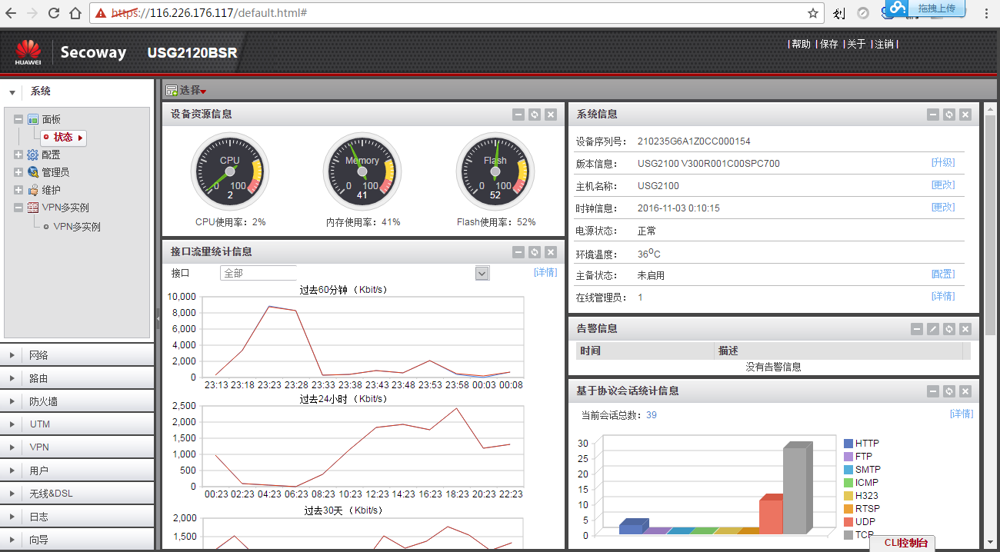 https://116.226.176.117/default.html#
拖拽上传
HUAWEI
Secoway USG2120BSR
|帮助 |保存 |关于 |注销|
系统
面板
状态
配置
管理员
维护
VPN多实例
VPN多实例
网络
路由
防火墙
UTM
VPN
用户
无线&DSL
日志
向导
选择
设备资源信息
CPU
0 100
2
Memory
0 100
41
Flash
0 100
52
CPU使用率：2%
内存使用率：41%
Flash使用率：52%
接口流量统计信息
接口 全部 [详情]
过去60分钟（Kbit/s）
10,000
8,000
6,000
4,000
2,000
0
23:13 23:18 23:23 23:28 23:33 23:38 23:43 23:48 23:53 23:58 00:03 00:08
过去24小时（Kbit/s）
2,500
2,000
1,500
1,000
500
0
00:23 02:23 04:23 06:23 08:23 10:23 12:23 14:23 16:23 18:23 20:23 22:23
过去30天（Kbit/s）
2,000
1,500
系统信息
设备序列号： 210235G6A1Z0CC000154
版本信息： USG2100 V300R001C00SPC700 [升级]
主机名称： USG2100 [更改]
时钟信息： 2016-11-03 0:10:15 [更改]
电源状态： 正常
环境温度： 36°C
主备状态： 未启用 [配置]
在线管理员： 1 [详情]
告警信息
时间 描述
没有告警信息
基于协议会话统计信息
当前会话总数：39 [详情]
30
25
20
15
10
5
0
HTTP
FTP
SMTP
ICMP
H323
RTSP
UDP
TCP
CLI控制台